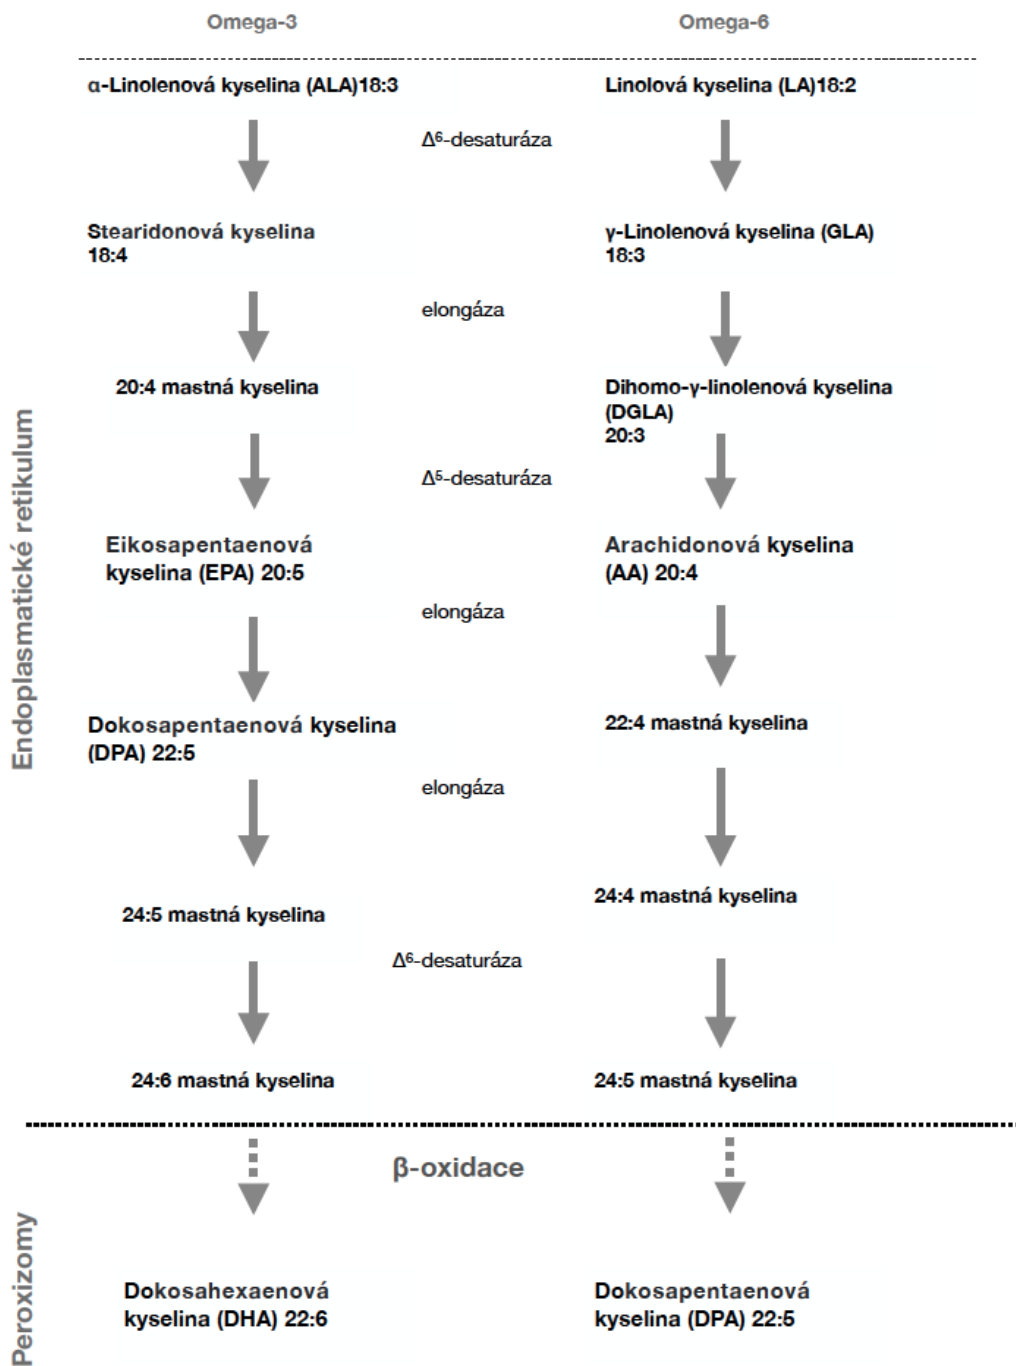 Omega-3
Omega-6
α-Linolenová kyselina (ALA)18:3
Linolová kyselina (LA)18:2
Δ⁶-desaturáza
Stearidonová kyselina
18:4
γ-Linolenová kyselina (GLA)
18:3
elongáza
20:4 mastná kyselina
Dihomo-γ-linolenová kyselina
(DGLA)
20:3
Δ⁵-desaturáza
Eikosapentaenová
kyselina (EPA) 20:5
Arachidonová kyselina
(AA) 20:4
elongáza
Dokosapentaenová kyselina
(DPA) 22:5
22:4 mastná kyselina
elongáza
24:5 mastná kyselina
24:4 mastná kyselina
Δ⁶-desaturáza
24:6 mastná kyselina
24:5 mastná kyselina
Endoplasmatické retikulum
β-oxidace
Dokosahexaenová
kyselina (DHA) 22:6
Dokosapentaenová
kyselina (DPA) 22:5
Peroxizomy